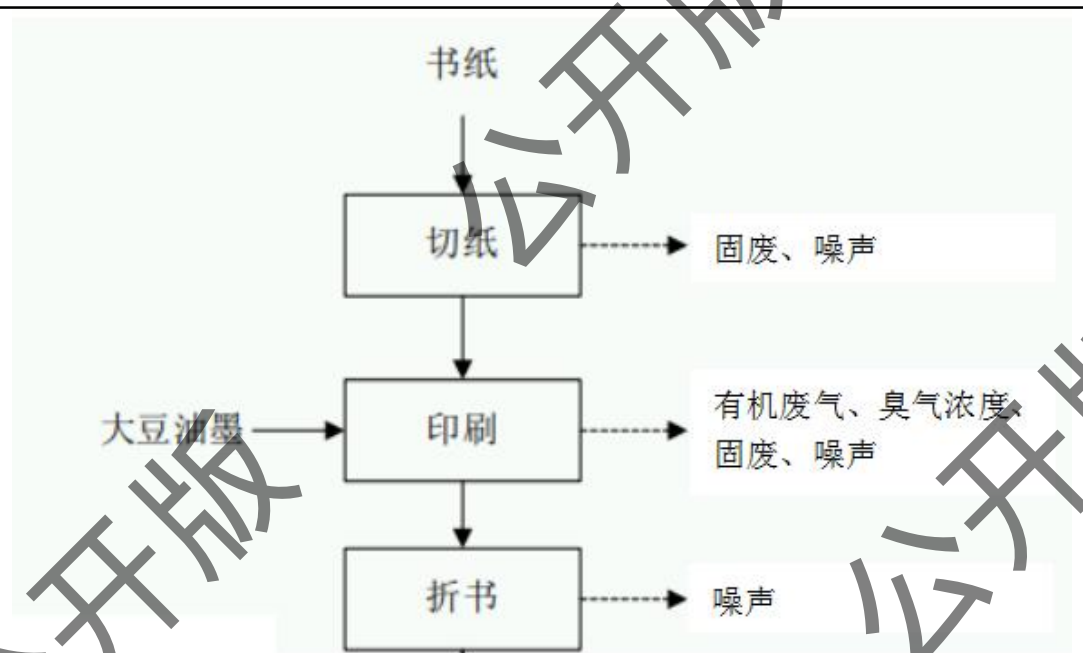 书纸
切纸
固废、噪声
大豆油墨
印刷
有机废气、臭气浓度、
固废、噪声
折书
噪声
公开版
公开版
公开版